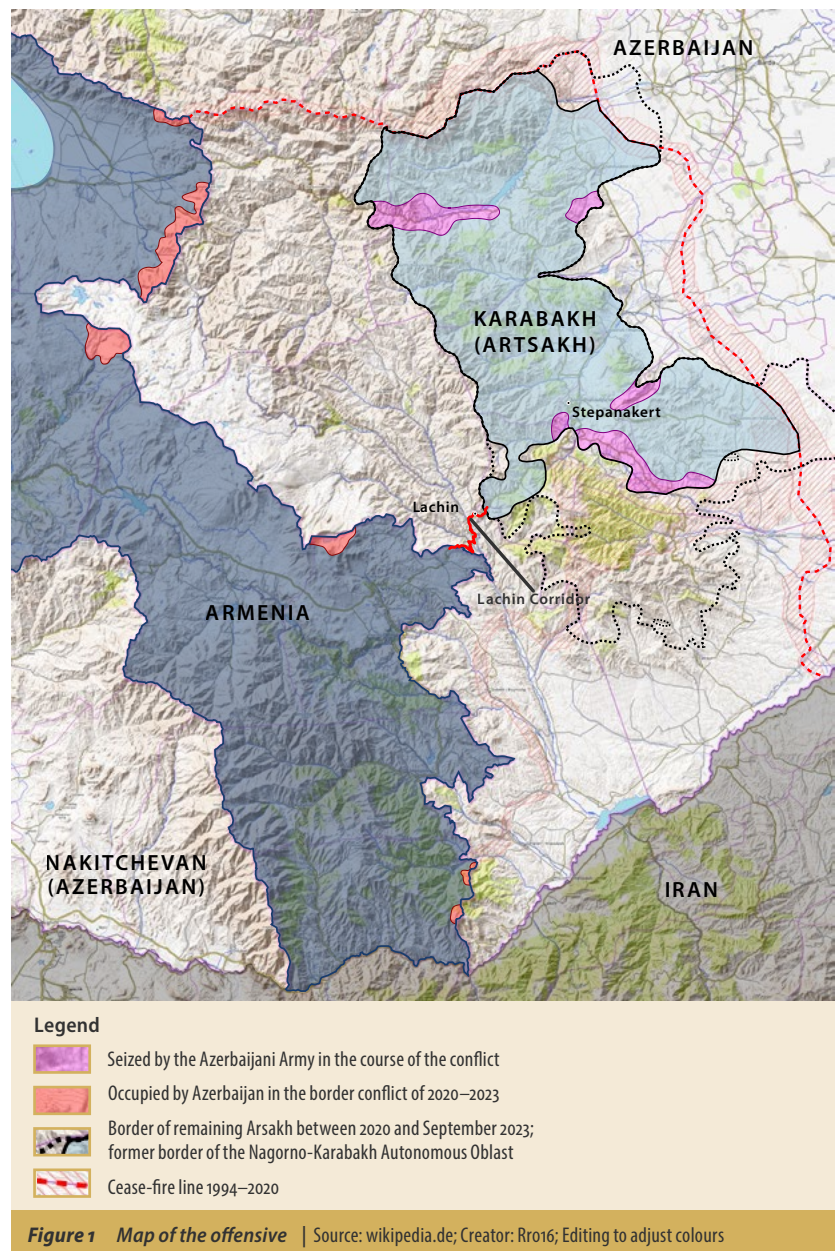 AZERBAIJAN
KARABAKH
(ARTSAKH)
Stepanakert
Lachin
Lachin Corridor
ARMENIA
NAKITCHEVAN
(AZERBAIJAN)
IRAN
Legend
Seized by the Azerbaijani Army in the course of the conflict
Occupied by Azerbaijan in the border conflict of 2020–2023
Border of remaining Arsakh between 2020 and September 2023;
former border of the Nagorno-Karabakh Autonomous Oblast
Cease-fire line 1994–2020
Figure 1 Map of the offensive | Source: wikipedia.de; Creator: Rr016; Editing to adjust colours